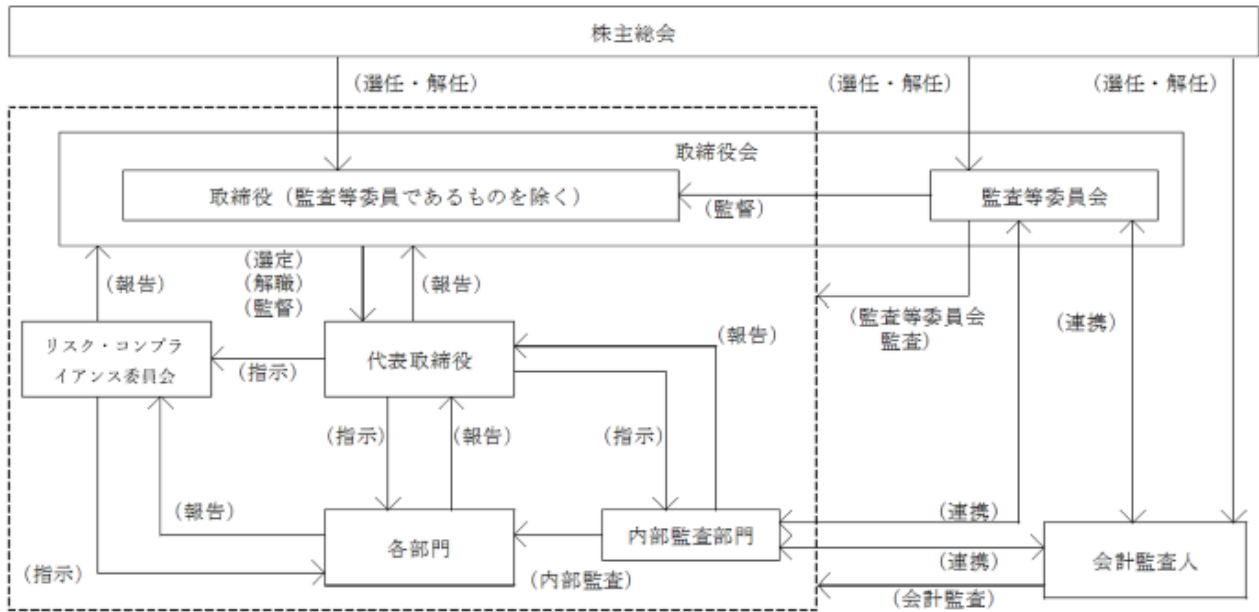 株主総会
(選任・解任)
(選任・解任)
(選任・解任)
取締役会
取締役（監査等委員であるものを除く）
(監督)
監査等委員会
(報告)
(選定)
(解職)
(監督)
(報告)
(監査等委員会
監査)
(連携)
リスク・コンプラ
イアンス委員会
(指示)
代表取締役
(報告)
(指示)
(報告)
(指示)
(報告)
各部門
内部監査部門
(連携)
(連携)
会計監査人
(指示)
(内部監査)
(会計監査)